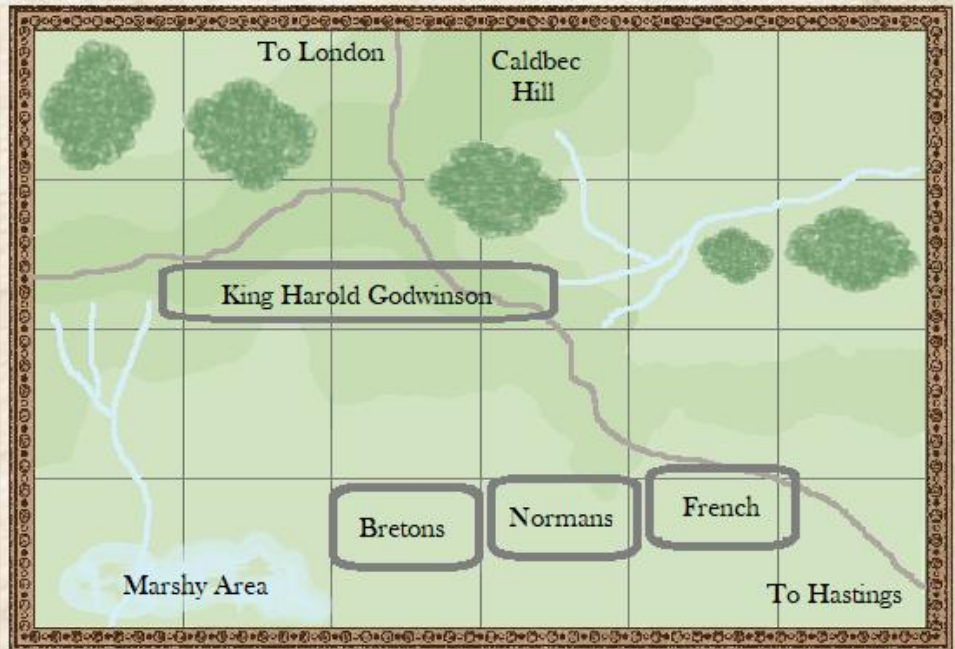 To London
Caldbec
Hill
King Harold Godwinson
Bretons
Normans
French
Marshy Area
To Hastings